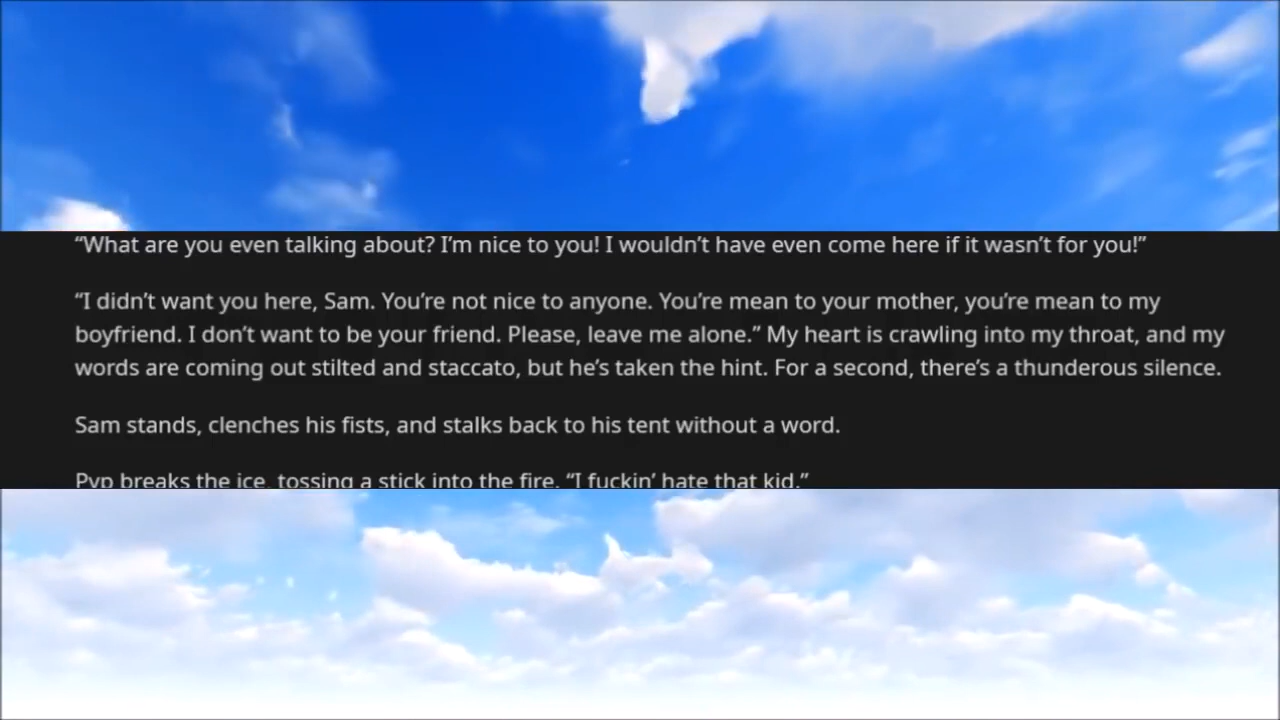 “What are you even talking about? I’m nice to you! I wouldn’t have even come here if it wasn’t for you!”
“I didn’t want you here, Sam. You’re not nice to anyone. You’re mean to your mother, you’re mean to my
boyfriend. I don’t want to be your friend. Please, leave me alone.” My heart is crawling into my throat, and my
words are coming out stilted and staccato, but he’s taken the hint. For a second, there’s a thunderous silence.
Sam stands, clenches his fists, and stalks back to his tent without a word.
Pyp breaks the ice, tossing a stick into the fire. “I fuckin’ hate that kid.”